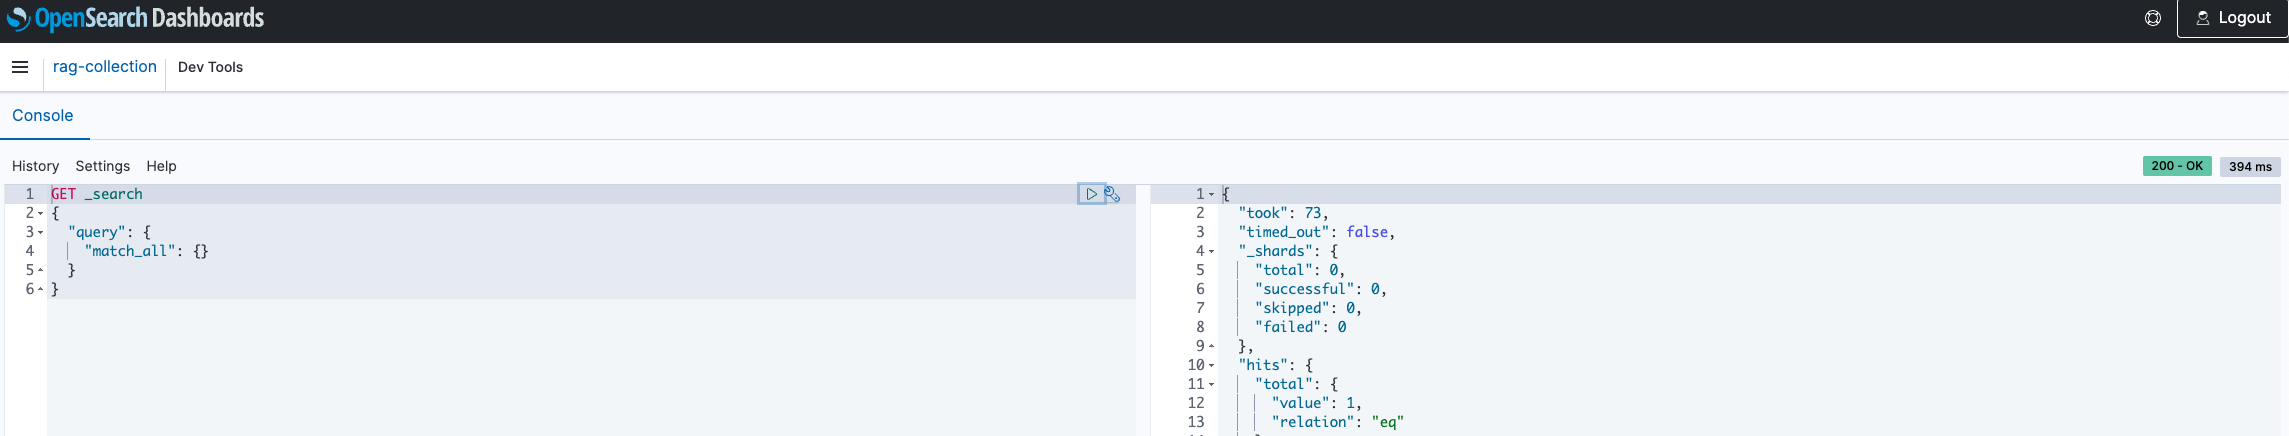 OpenSearch Dashboards
Logout
rag-collection
Dev Tools
Console
History Settings Help
200 - OK
394 ms
1 GET _search
2 {
3 "query": {
4 "match_all": {}
5 }
6 }
1 {
2 "took": 73,
3 "timed_out": false,
4 "_shards": {
5 "total": 0,
6 "successful": 0,
7 "skipped": 0,
8 "failed": 0
9 },
10 "hits": {
11 "total": {
12 "value": 1,
13 "relation": "eq"